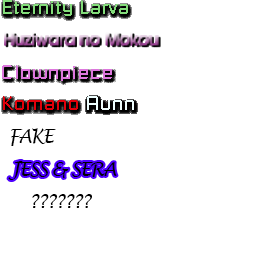 Eternity Larva
Huziwara no Mokou
Clownpiece
Komano Aunn
FAKE
JESS & SERA
???????